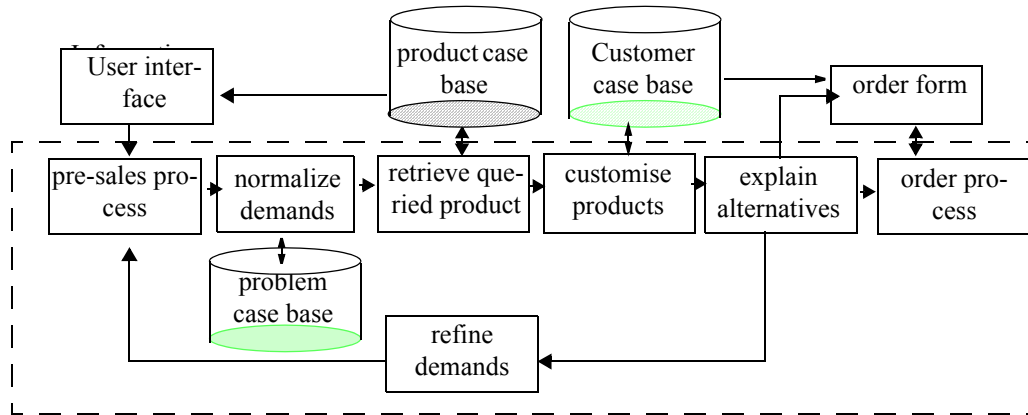 User inter-
face
product case
base
Customer
case base
order form
pre-sales pro-
cess
normalize
demands
retrieve que-
ried product
customise
products
explain
alternatives
order pro-
cess
problem
case base
refine
demands